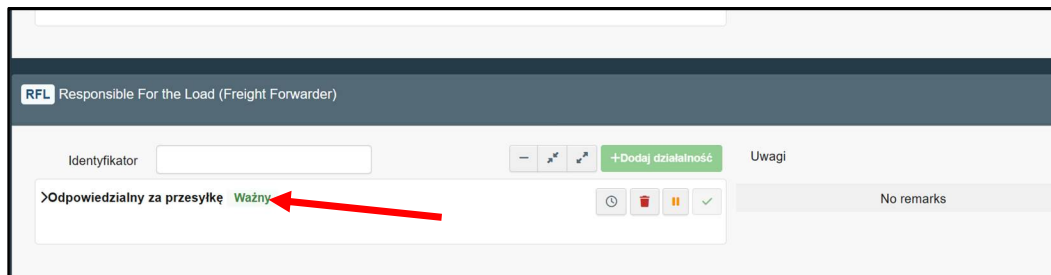 RFL Responsible For the Load (Freight Forwarder)
Identyfikator
+Dodaj działalność
Uwagi
>Odpowiedzialny za przesyłkę Ważny
No remarks